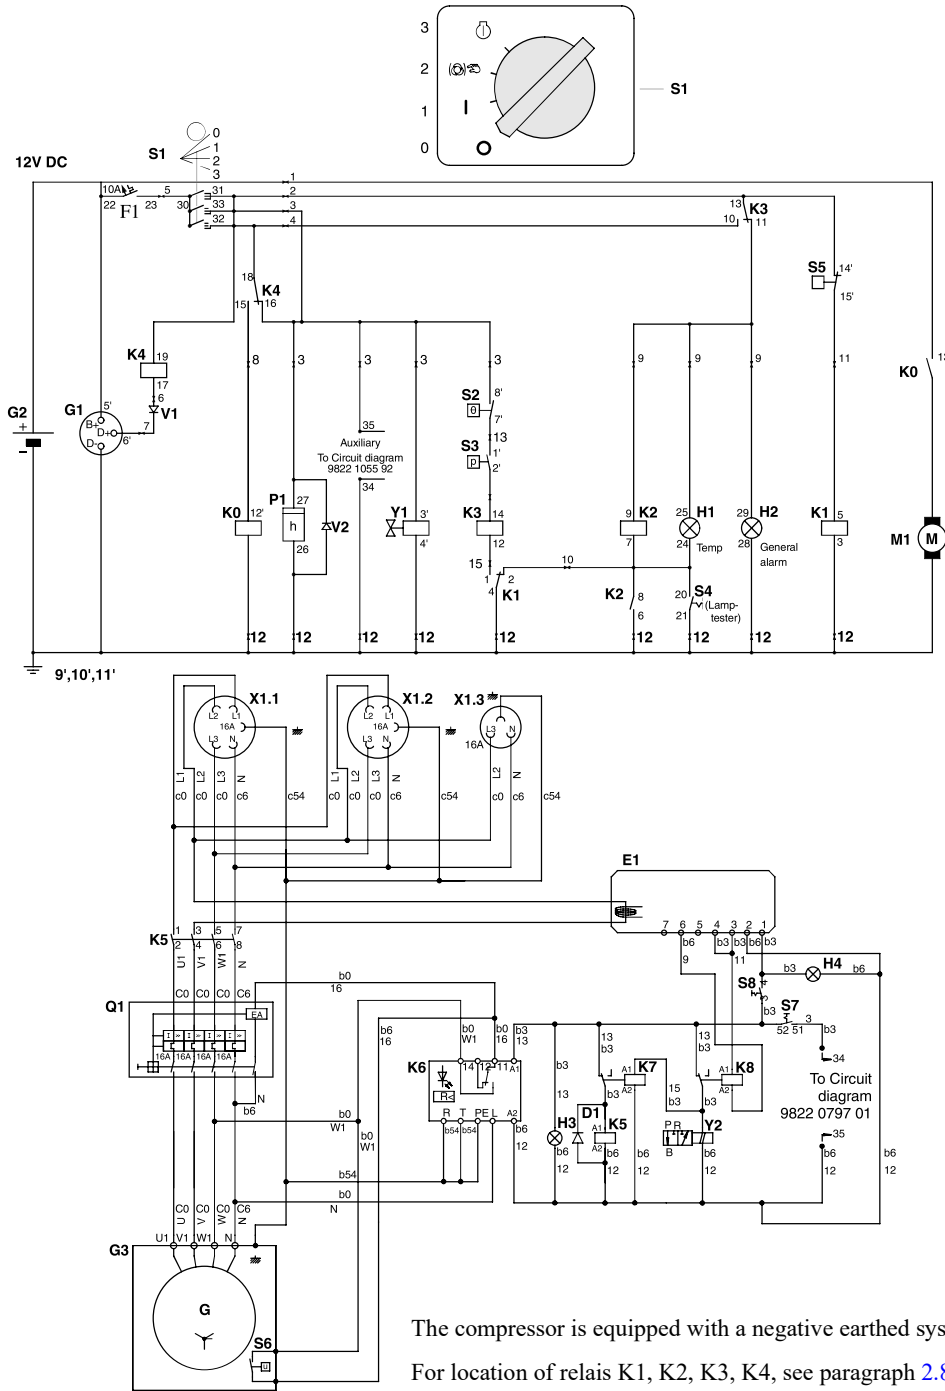 3
2
1
0
S1
S1
0
1
2
3
12V DC
10A
22
F1
23
5
30
31
33
32
1
2
3
4
13
10
11
K3
18
K4
15
16
S5
14'
15'
K4
19
17
6
V1
7
8
3
3
3
3
9
9
9
11
K0
13
G2
+
-
G1
5'
B+
D+
D-
6'
35
Auxiliary
To Circuit diagram
9822 1055 92
34
S2
θ
8'
7'
13
S3
p
1'
2'
K0
12'
P1
27
h
26
V2
Y1
3'
4'
K3
14
12
K2
9
7
H1
25
24
Temp
H2
29
28
General
alarm
K1
5
3
M1
M
15
1
2
4
K1
10
K2
8
6
20
21
S4
(Lamp-
tester)
12
12
12
12
12
12
12
12
12
9',10',11'
X1.1
L2
L1
16A
L3
N
X1.2
L2
L1
16A
L3
N
X1.3
L3
N
16A
L1
L2
L3
N
c0
c0
c0
c6
c54
L1
L2
L3
N
c0
c0
c0
c6
c54
L2
N
c0
c6
c54
E1
7 6 5 4 3 2 1
b6
b3
b3
b6
b3
9
11
b3
H4
b6
K5
1
2
3
4
5
6
7
8
U1
V1
W1
N
C0
C0
C0
C6
Q1
EA
I
»
I
»
I
»
I
»
16A
16A
16A
16A
N
b6
b0
16
b6
16
b0
W1
b0
16
b3
13
K6
14
12
11
A1
R<
R
T
PE
L
A2
b54
b54
b6
12
S8
4
3
b3
S7
52
51
3
b3
34
To Circuit
diagram
9822 0797 01
35
b6
12
b6
12
13
b3
A1
A2
K7
13
b3
A1
A2
K8
15
b3
b3
13
b3
H3
b6
12
D1
A1
A2
K5
b6
12
b6
12
P R
B
Y2
b6
12
b0
W1
b0
W1
b54
b0
N
C0
C0
C0
C6
U
V
W
N
U1
V1
W1
N
G3
G
S6
u
The compressor is equipped with a negative earthed sys
For location of relais K1, K2, K3, K4, see paragraph 2.8